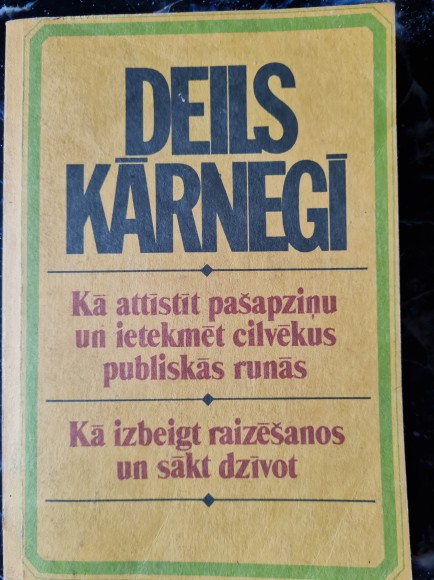 DEILS
KĀRNEGĪ
Kā attīstīt pašapziņu
un ietekmēt cilvēkus
publiskās runās
Kā izbeigt raizēšanos
un sākt dzīvot